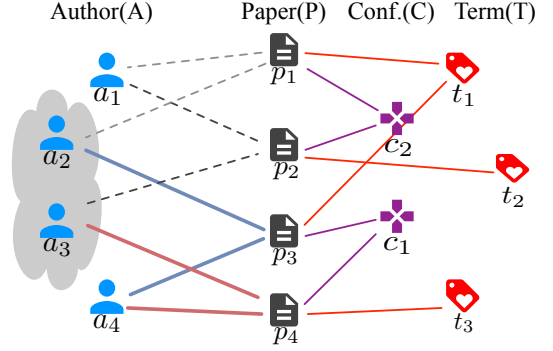 Author(A) Paper(P) Conf.(C) Term(T)
a₁ p₁ t₁
a₂ p₂ c₂ t₂
a₃ p₃ c₁
a₄ p₄ t₃